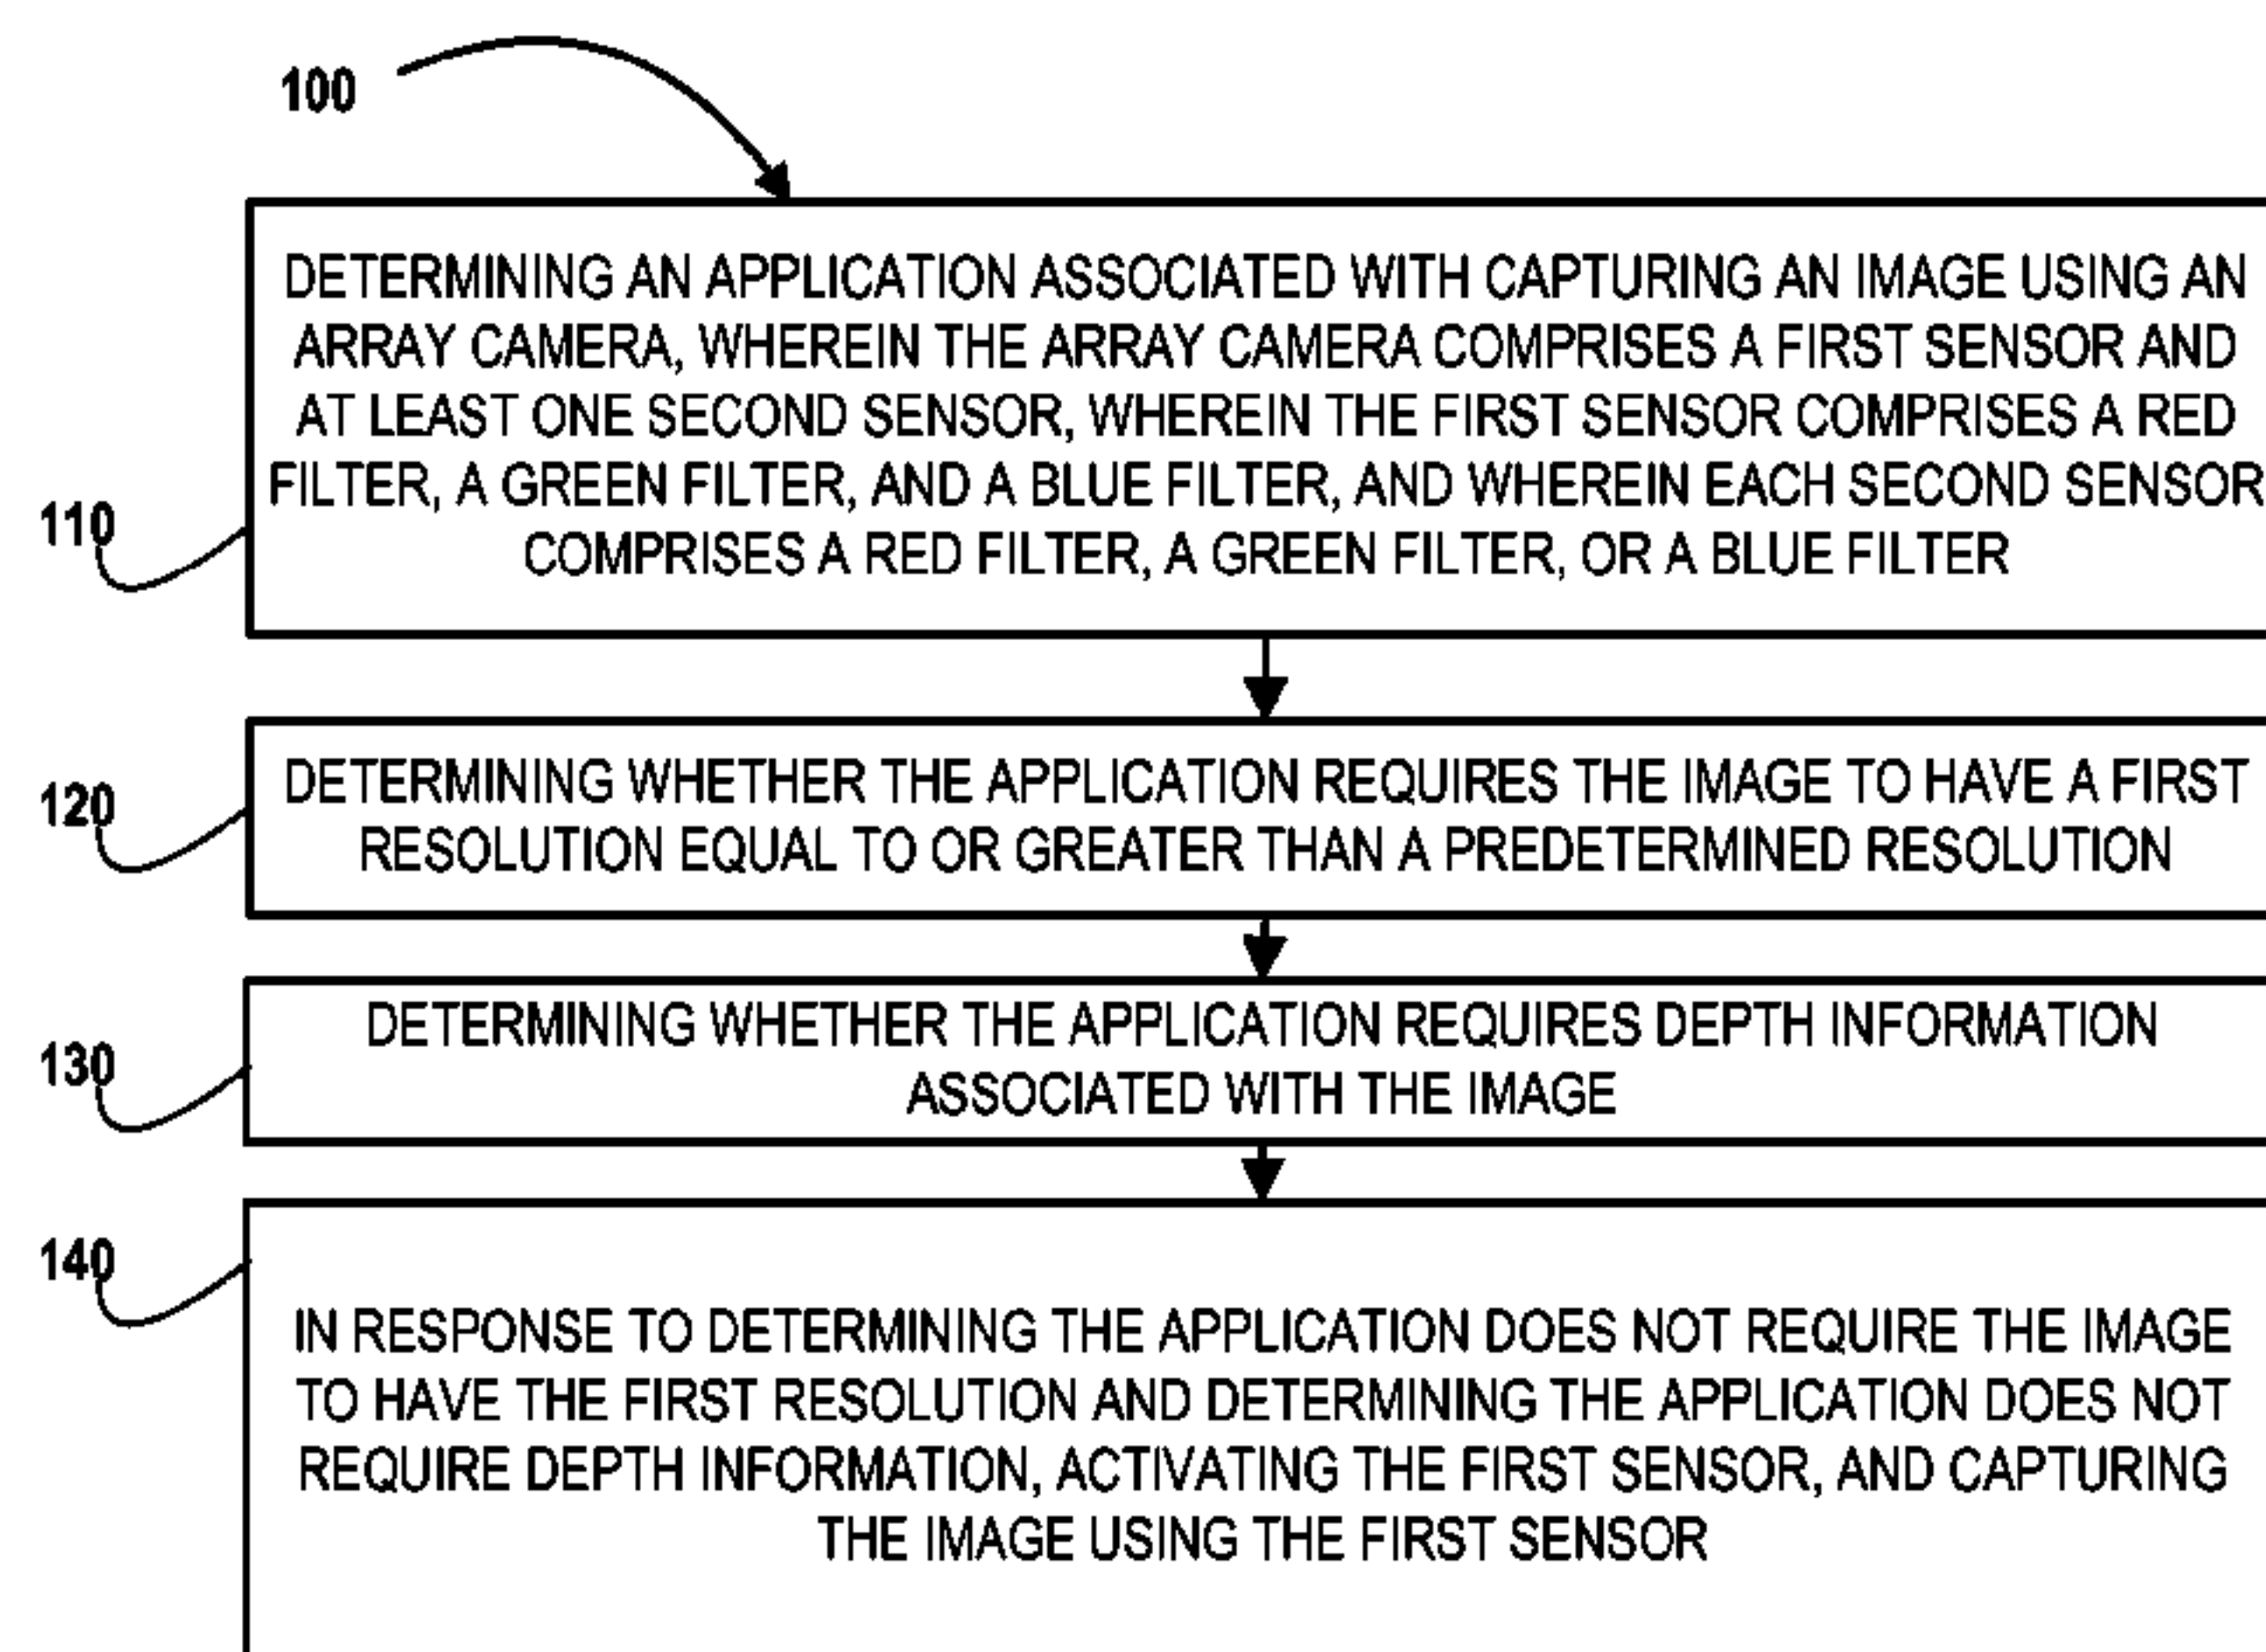 100
DETERMINING AN APPLICATION ASSOCIATED WITH CAPTURING AN IMAGE USING AN
ARRAY CAMERA, WHEREIN THE ARRAY CAMERA COMPRISES A FIRST SENSOR AND
AT LEAST ONE SECOND SENSOR, WHEREIN THE FIRST SENSOR COMPRISES A RED
FILTER, A GREEN FILTER, AND A BLUE FILTER, AND WHEREIN EACH SECOND SENSOR
COMPRISES A RED FILTER, A GREEN FILTER, OR A BLUE FILTER
110
DETERMINING WHETHER THE APPLICATION REQUIRES THE IMAGE TO HAVE A FIRST
RESOLUTION EQUAL TO OR GREATER THAN A PREDETERMINED RESOLUTION
120
DETERMINING WHETHER THE APPLICATION REQUIRES DEPTH INFORMATION
ASSOCIATED WITH THE IMAGE
130
140
IN RESPONSE TO DETERMINING THE APPLICATION DOES NOT REQUIRE THE IMAGE
TO HAVE THE FIRST RESOLUTION AND DETERMINING THE APPLICATION DOES NOT
REQUIRE DEPTH INFORMATION, ACTIVATING THE FIRST SENSOR, AND CAPTURING
THE IMAGE USING THE FIRST SENSOR